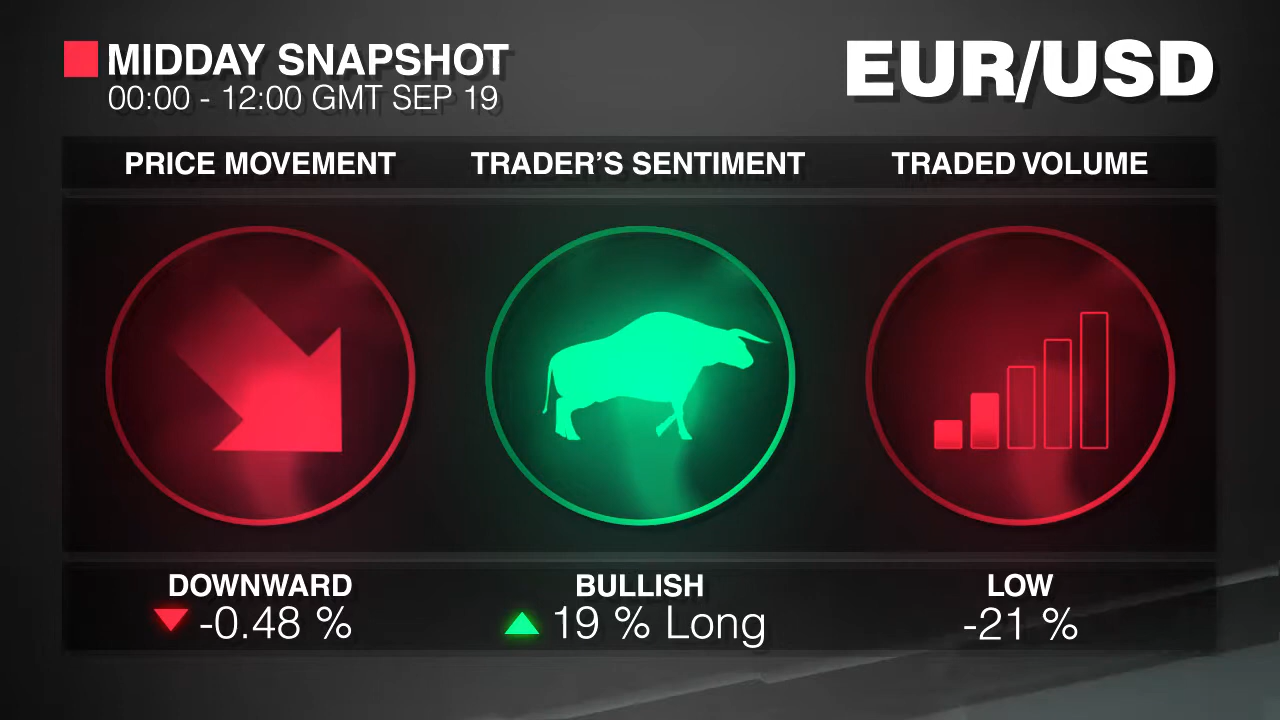 MIDDAY SNAPSHOT
00:00 - 12:00 GMT SEP 19
EUR/USD
PRICE MOVEMENT
TRADER’S SENTIMENT
TRADED VOLUME
DOWNWARD
-0.48 %
BULLISH
19 % Long
LOW
-21 %